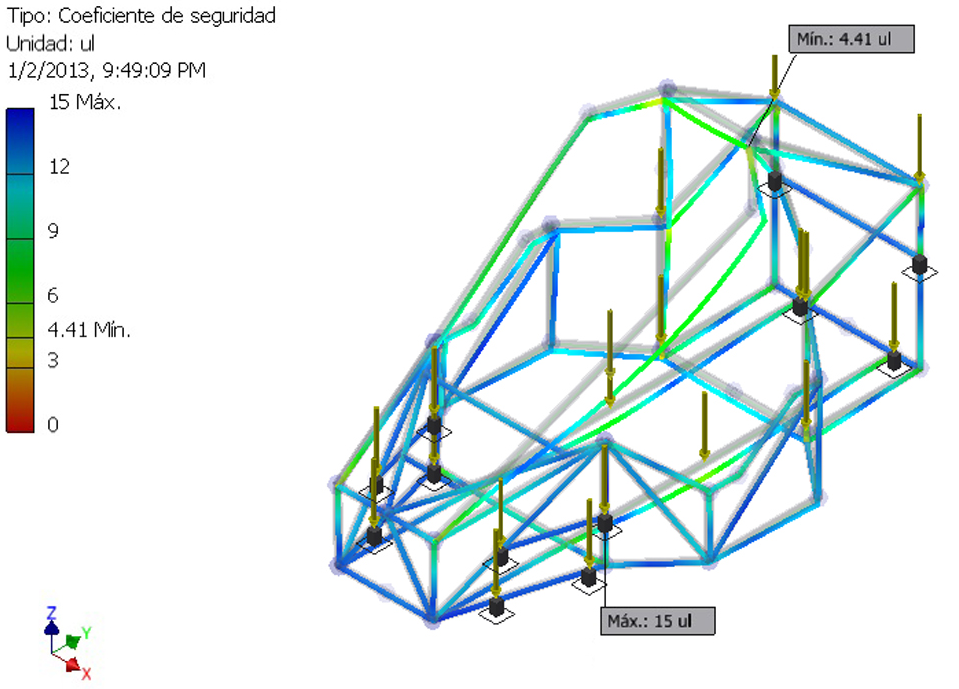 Tipo: Coeficiente de seguridad
Unidad: ul
1/2/2013, 9:49:09 PM
15 Máx.
12
9
6
4.41 Mín.
3
0
Mín.: 4.41 ul
Máx.: 15 ul
Z
Y
X